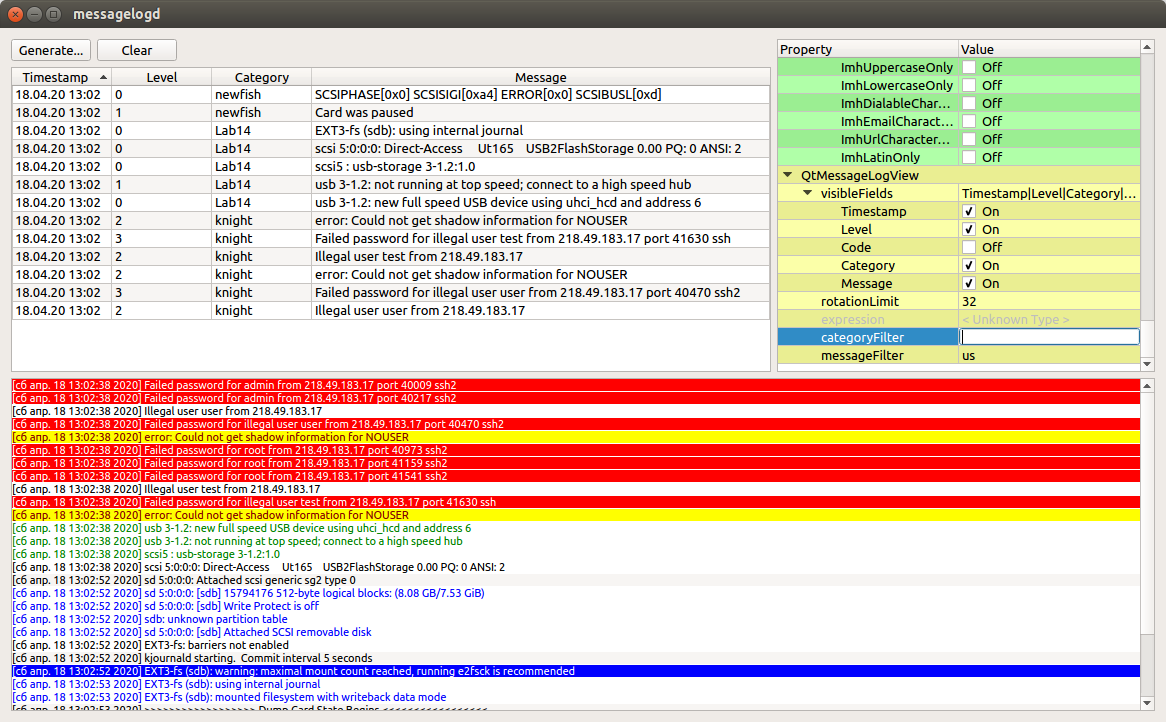 messagelogd
Generate... Clear
Timestamp Level Category Message
18.04.20 13:02 0 newfish SCSIPHASE[0x0] SCSISIGI[0xa4] ERROR[0x0] SCSIBUSL[0xd]
18.04.20 13:02 1 newfish Card was paused
18.04.20 13:02 0 Lab14 EXT3-fs (sdb): using internal journal
18.04.20 13:02 0 Lab14 scsi 5:0:0:0: Direct-Access Ut165 USB2FlashStorage 0.00 PQ: 0 ANSI: 2
18.04.20 13:02 0 Lab14 scsi5 : usb-storage 3-1.2:1.0
18.04.20 13:02 1 Lab14 usb 3-1.2: not running at top speed; connect to a high speed hub
18.04.20 13:02 0 Lab14 usb 3-1.2: new full speed USB device using uhci_hcd and address 6
18.04.20 13:02 2 knight error: Could not get shadow information for NOUSER
18.04.20 13:02 3 knight Failed password for illegal user test from 218.49.183.17 port 41630 ssh
18.04.20 13:02 2 knight Illegal user test from 218.49.183.17
18.04.20 13:02 2 knight error: Could not get shadow information for NOUSER
18.04.20 13:02 3 knight Failed password for illegal user user from 218.49.183.17 port 40470 ssh2
18.04.20 13:02 2 knight Illegal user user from 218.49.183.17
Property Value
ImhUppercaseOnly Off
ImhLowercaseOnly Off
ImhDialableChar... Off
ImhEmailCharact... Off
ImhUrlCharacter... Off
ImhLatinOnly Off
QtMessageLogView
visibleFields Timestamp|Level|Category|...
Timestamp On
Level On
Code Off
Category On
Message On
rotationLimit 32
expression < Unknown Type >
categoryFilter
messageFilter us
[сб апр. 18 13:02:38 2020] Failed password for admin from 218.49.183.17 port 40009 ssh2
[сб апр. 18 13:02:38 2020] Failed password for admin from 218.49.183.17 port 40217 ssh2
[сб апр. 18 13:02:38 2020] Illegal user user from 218.49.183.17
[сб апр. 18 13:02:38 2020] Failed password for illegal user user from 218.49.183.17 port 40470 ssh2
[сб апр. 18 13:02:38 2020] error: Could not get shadow information for NOUSER
[сб апр. 18 13:02:38 2020] Failed password for root from 218.49.183.17 port 40973 ssh2
[сб апр. 18 13:02:38 2020] Failed password for root from 218.49.183.17 port 41159 ssh2
[сб апр. 18 13:02:38 2020] Failed password for root from 218.49.183.17 port 41541 ssh2
[сб апр. 18 13:02:38 2020] Illegal user test from 218.49.183.17
[сб апр. 18 13:02:38 2020] Failed password for illegal user test from 218.49.183.17 port 41630 ssh
[сб апр. 18 13:02:38 2020] error: Could not get shadow information for NOUSER
[сб апр. 18 13:02:38 2020] usb 3-1.2: new full speed USB device using uhci_hcd and address 6
[сб апр. 18 13:02:38 2020] usb 3-1.2: not running at top speed; connect to a high speed hub
[сб апр. 18 13:02:38 2020] scsi5 : usb-storage 3-1.2:1.0
[сб апр. 18 13:02:38 2020] scsi 5:0:0:0: Direct-Access Ut165 USB2FlashStorage 0.00 PQ: 0 ANSI: 2
[сб апр. 18 13:02:52 2020] sd 5:0:0:0: Attached scsi generic sg2 type 0
[сб апр. 18 13:02:52 2020] sd 5:0:0:0: [sdb] 15794176 512-byte logical blocks: (8.08 GB/7.53 GiB)
[сб апр. 18 13:02:52 2020] sd 5:0:0:0: [sdb] Write Protect is off
[сб апр. 18 13:02:52 2020] sdb: unknown partition table
[сб апр. 18 13:02:52 2020] sd 5:0:0:0: [sdb] Attached SCSI removable disk
[сб апр. 18 13:02:52 2020] EXT3-fs: barriers not enabled
[сб апр. 18 13:02:52 2020] kjournald starting. Commit interval 5 seconds
[сб апр. 18 13:02:52 2020] EXT3-fs (sdb): warning: maximal mount count reached, running e2fsck is recommended
[сб апр. 18 13:02:53 2020] EXT3-fs (sdb): using internal journal
[сб апр. 18 13:02:53 2020] EXT3-fs (sdb): mounted filesystem with writeback data mode
[сб апр. 18 13:02:53 2020] >>>>>>>>>>>>>>>>>> Dump Card State Begins <<<<<<<<<<<<<<<<<